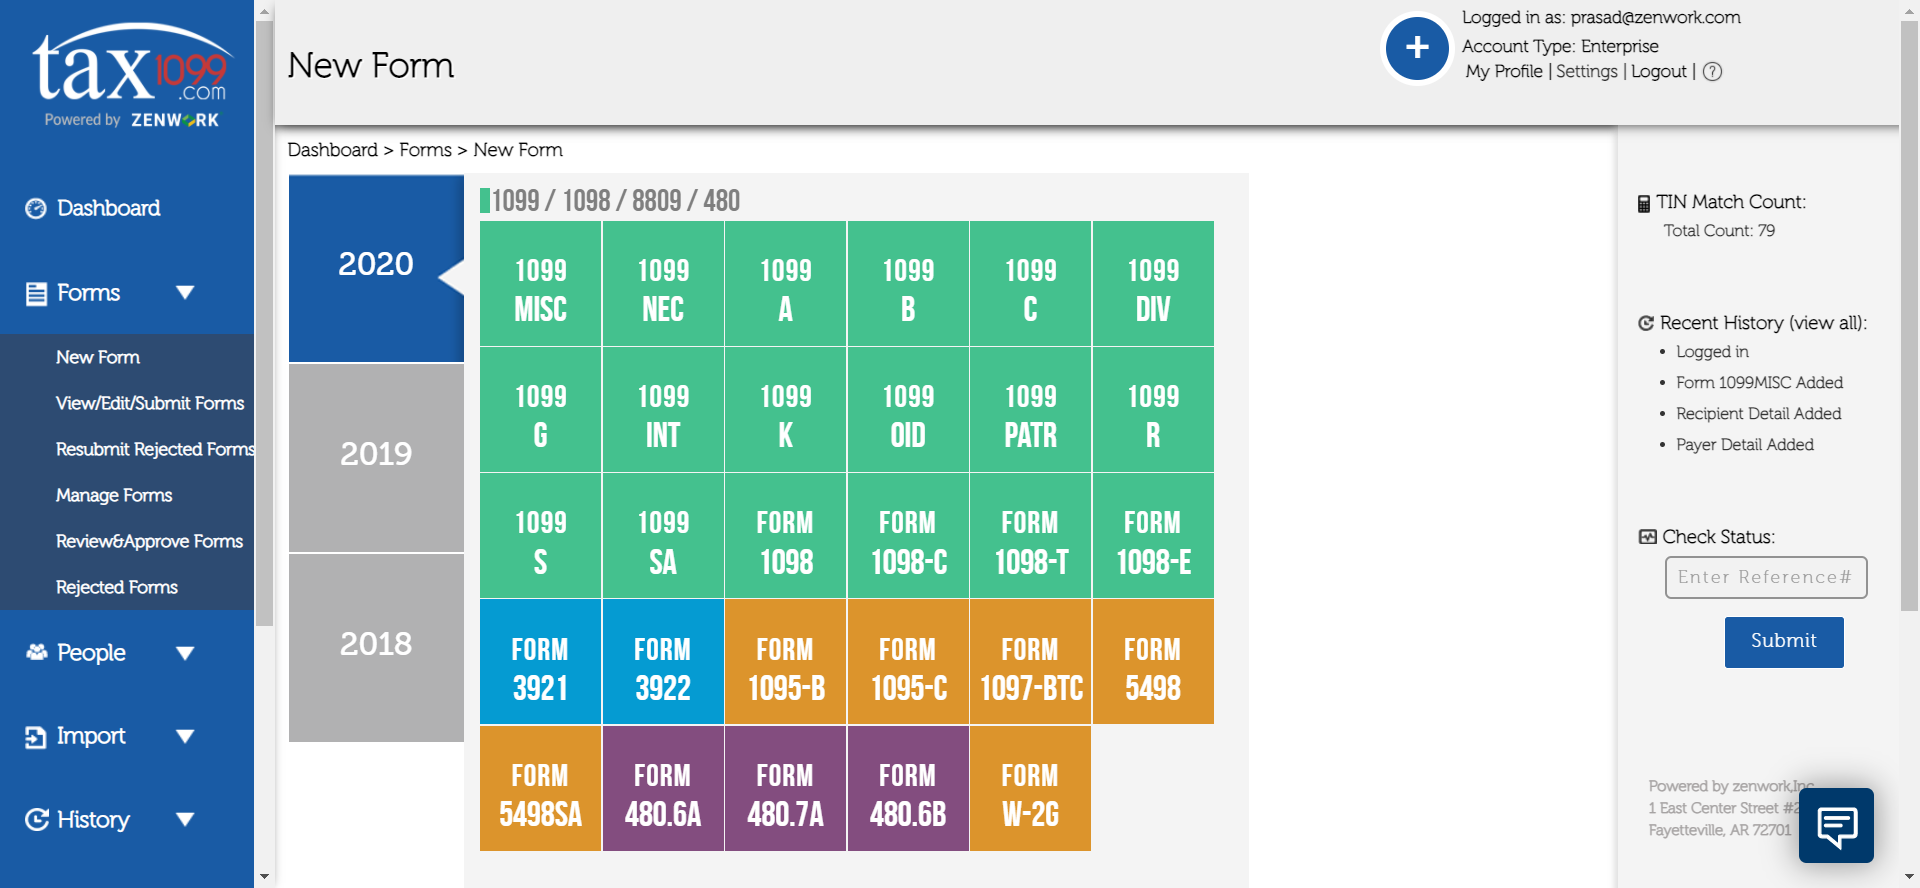 tax1099
.com
Powered by ZENWORK
Dashboard
Forms
New Form
View/Edit/Submit Forms
Resubmit Rejected Forms
Manage Forms
Review&Approve Forms
Rejected Forms
People
Import
History
New Form
+
Logged in as: prasad@zenwork.com
Account Type: Enterprise
My Profile | Settings | Logout | ?
Dashboard > Forms > New Form
2020
2019
2018
1099 / 1098 / 8809 / 480
1099 MISC
1099 NEC
1099 A
1099 B
1099 C
1099 DIV
1099 G
1099 INT
1099 K
1099 OID
1099 PATR
1099 R
1099 S
1099 SA
FORM 1098
FORM 1098-C
FORM 1098-T
FORM 1098-E
FORM 3921
FORM 3922
FORM 1095-B
FORM 1095-C
FORM 1097-BTC
FORM 5498
FORM 5498SA
FORM 480.6A
FORM 480.7A
FORM 480.6B
FORM W-2G
TIN Match Count:
Total Count: 79
Recent History (view all):
• Logged in
• Form 1099MISC Added
• Recipient Detail Added
• Payer Detail Added
Check Status:
Enter Reference#
Submit
Powered by zenwork,Inc
1 East Center Street
Fayetteville, AR 72701